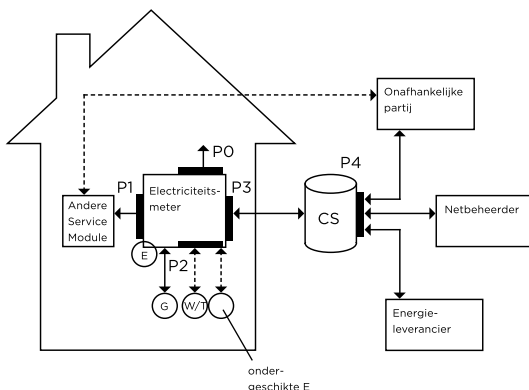 Onafhankelijke
partij
P0
P4
P1
Electriciteits-
meter
P3
Andere
Service
Module
CS
Netbeheerder
E
P2
G
W/T
Energie-
leverancier
onder-
geschikte E